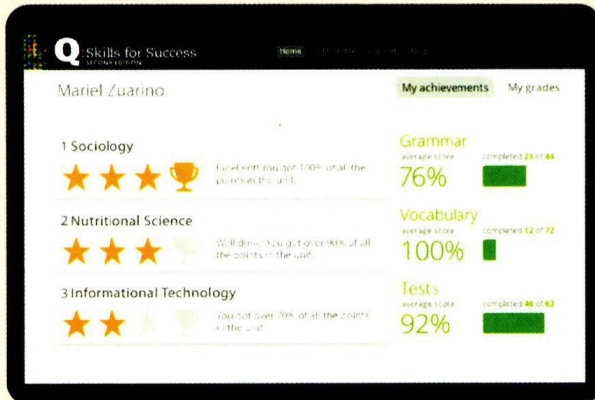 Q Skills for Success
SECOND EDITION
Home
Mariel Zuarino
My achievements
My grades
1 Sociology
Excellent! You got 100% of all the
points in the unit.
2 Nutritional Science
Well done. You got over 90% of all
the points in the unit.
3 Informational Technology
You got over 70% of all the points
in the unit.
Grammar
average score
completed 23 of 44
76%
Vocabulary
average score
completed 12 of 72
100%
Tests
average score
completed 46 of 62
92%